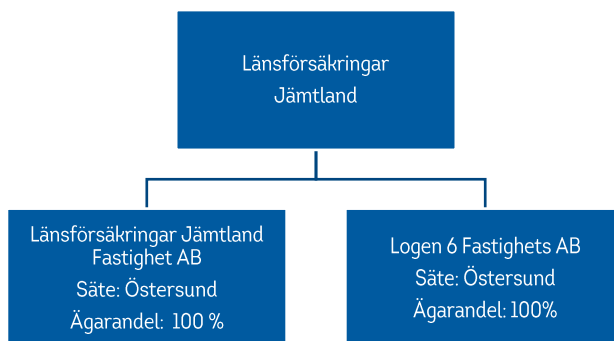 Länsförsäkringar
Jämtland
Länsförsäkringar Jämtland
Fastighet AB
Säte: Östersund
Ägarandel: 100 %
Logen 6 Fastighets AB
Säte: Östersund
Ägarandel: 100%